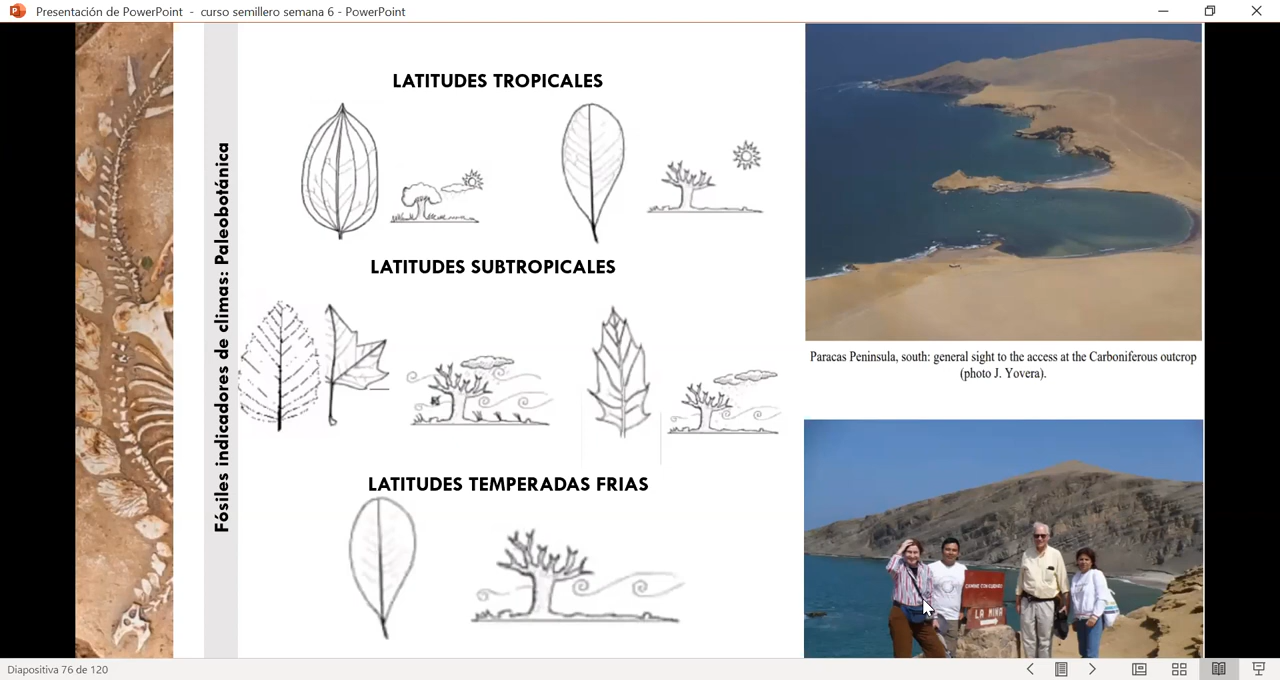 Presentación de PowerPoint - curso semillero semana 6 - PowerPoint
Fósiles indicadores de climas: Paleobotánica
LATITUDES TROPICALES
LATITUDES SUBTROPICALES
LATITUDES TEMPERADAS FRIAS
Paracas Peninsula, south: general sight to the access at the Carboniferous outcrop
(photo J. Yovera).
LA MINA
Diapositiva 76 de 120